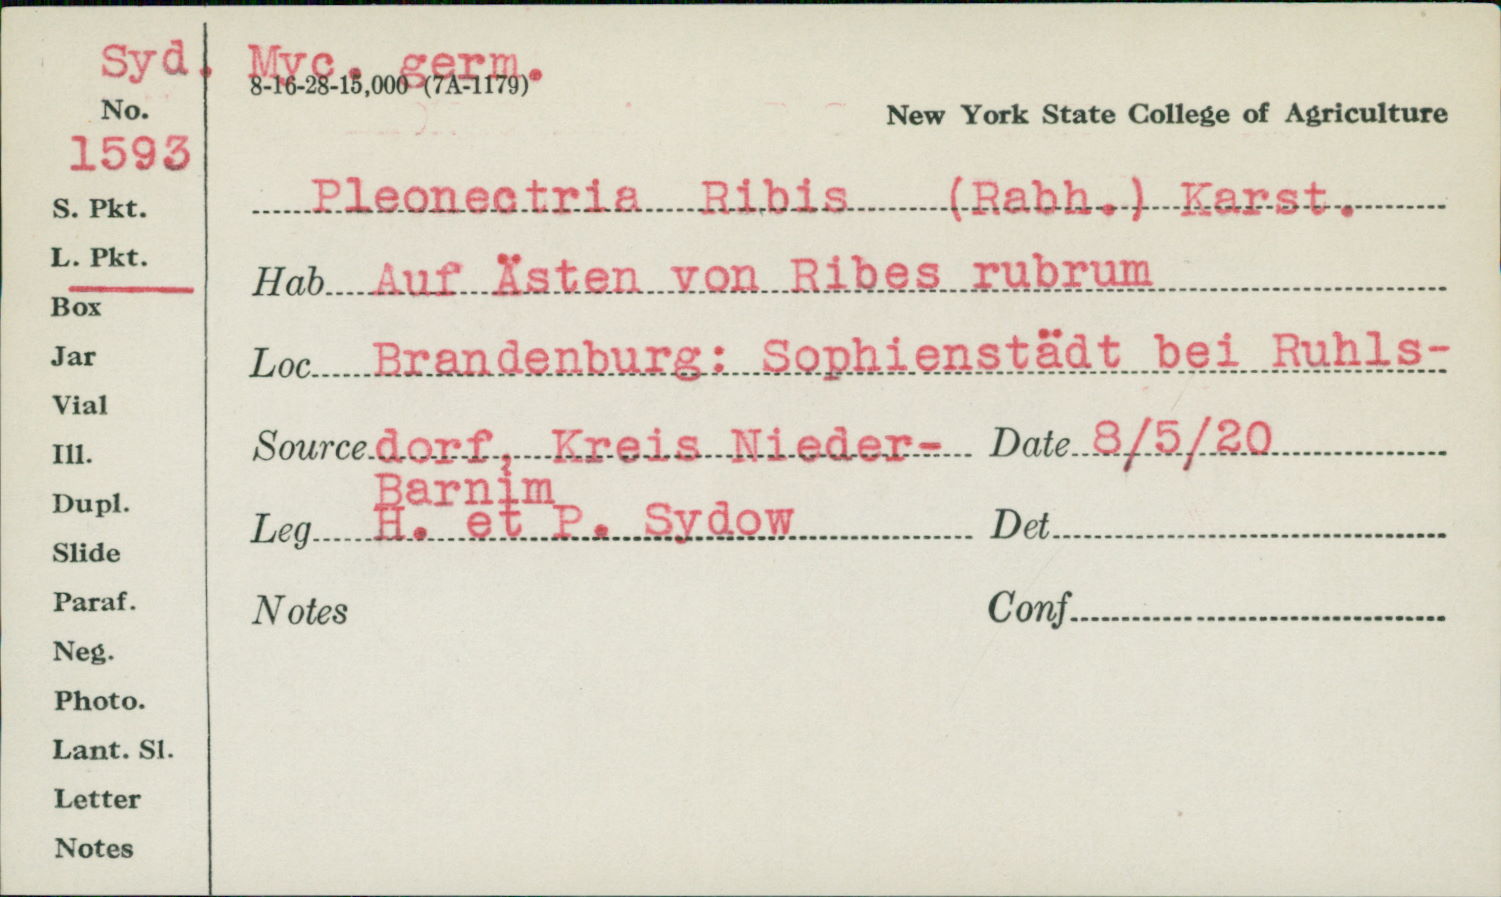 Syd. Myc. germ.
8-16-28-15,000 (7A-1179)
No.
New York State College of Agriculture
1593
Pleonectria Ribis (Rabh.) Karst.
S. Pkt.
L. Pkt.
Hab Auf Ästen von Ribes rubrum
Box
Jar
Loc Brandenburg: Sophienstädt bei Ruhls-
Vial
Source dorf, Kreis Nieder- Date 8/5/20
Ill.
Barnim
Dupl.
Leg H. et P. Sydow Det
Slide
Paraf.
Notes Conf
Neg.
Photo.
Lant. Sl.
Letter
Notes